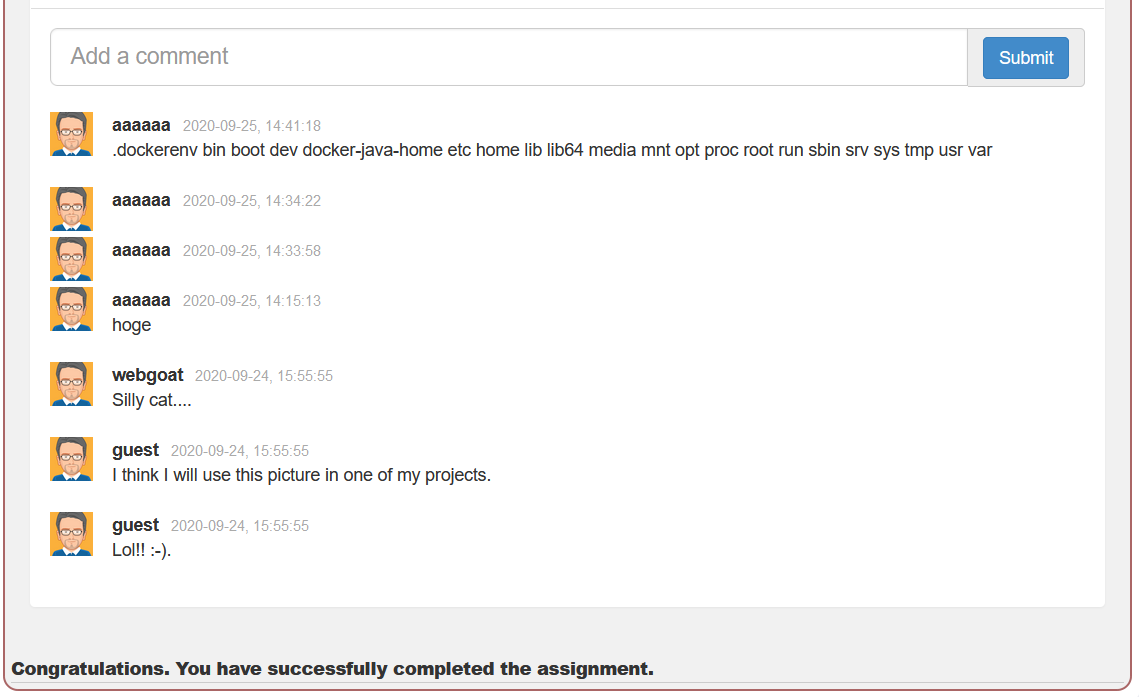 Add a comment Submit
aaaaaa 2020-09-25, 14:41:18
.dockerenv bin boot dev docker-java-home etc home lib lib64 media mnt opt proc root run sbin srv sys tmp usr var
aaaaaa 2020-09-25, 14:34:22
aaaaaa 2020-09-25, 14:33:58
aaaaaa 2020-09-25, 14:15:13
hoge
webgoat 2020-09-24, 15:55:55
Silly cat....
guest 2020-09-24, 15:55:55
I think I will use this picture in one of my projects.
guest 2020-09-24, 15:55:55
Lol!! :-).
Congratulations. You have successfully completed the assignment.